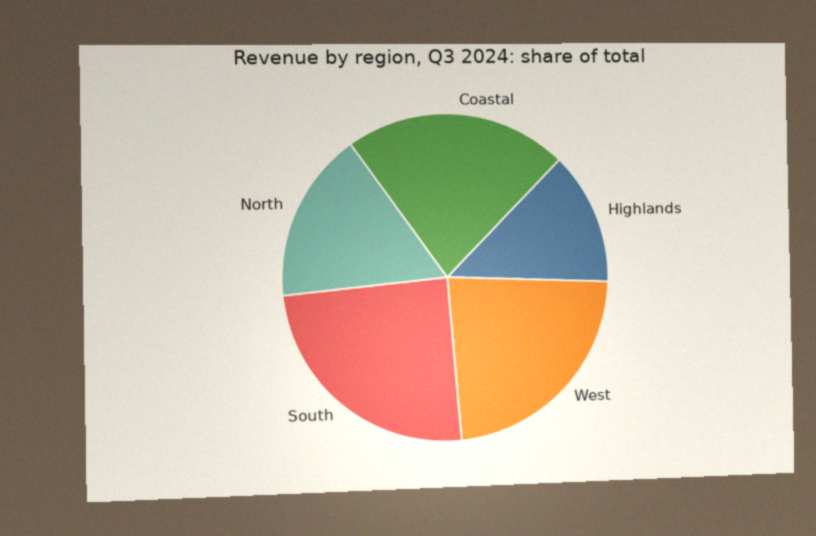 Revenue by region, Q3 2024: share of total
Coastal
North
Highlands
West
South